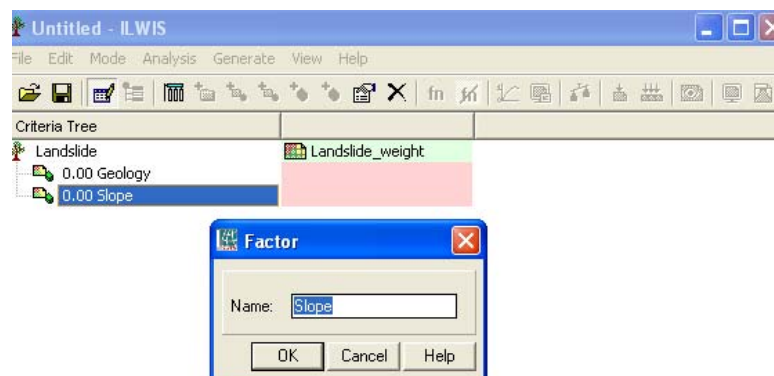 Untitled - ILWIS
File Edit Mode Analysis Generate View Help
fn
Criteria Tree
Landslide Landslide_weight
0.00 Geology
0.00 Slope
Factor
Name: Slope
OK Cancel Help